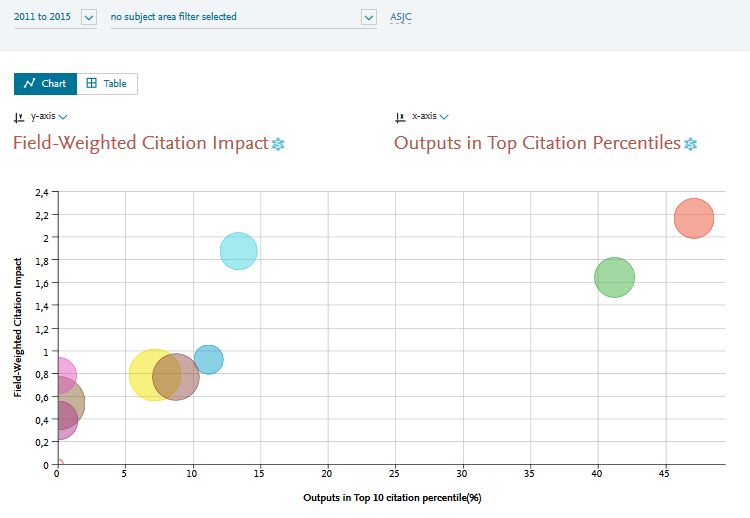 2011 to 2015 no subject area filter selected ASJC
Chart Table
y-axis x-axis
Field-Weighted Citation Impact Outputs in Top Citation Percentiles
2,4
2,2
2
1,8
1,6
1,4
1,2
1
0,8
0,6
0,4
0,2
0
Field-Weighted Citation Impact
0 5 10 15 20 25 30 35 40 45
Outputs in Top 10 citation percentile(%)